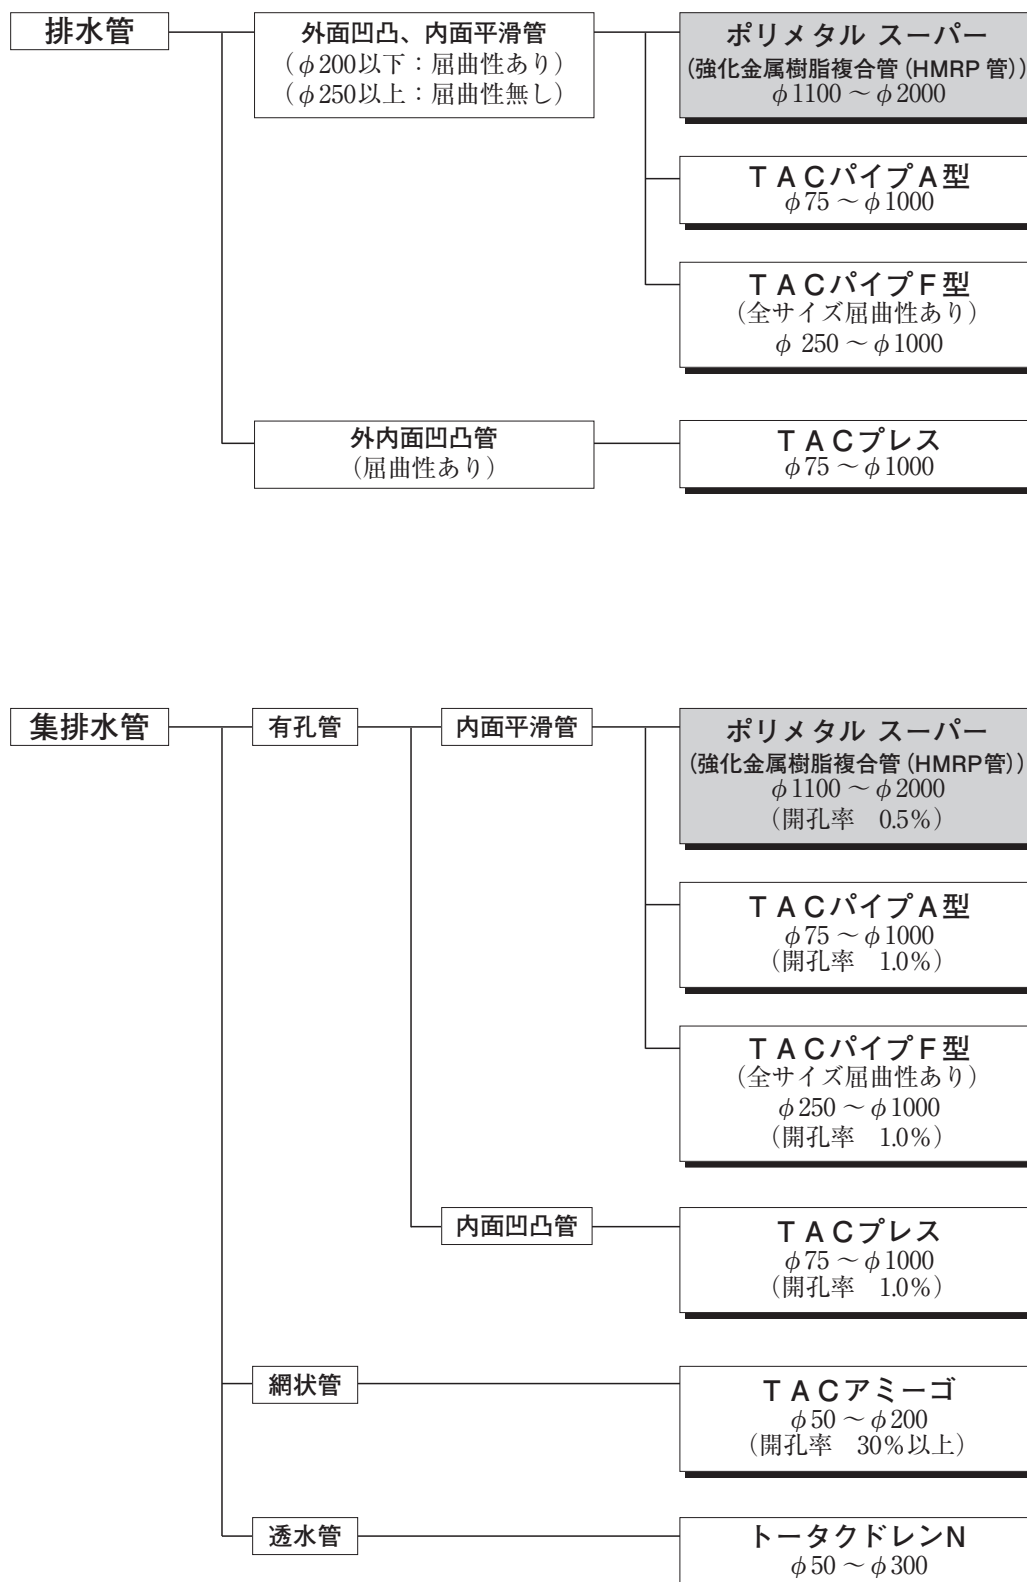 排水管
外面凹凸、内面平滑管
（φ200以下：屈曲性あり）
（φ250以上：屈曲性無し）
ポリメタル スーパー
(強化金属樹脂複合管 (HMRP 管))
φ1100 ～ φ2000
ＴＡＣパイプＡ型
φ75 ～ φ1000
ＴＡＣパイプＦ型
（全サイズ屈曲性あり）
φ 250 ～ φ1000
外内面凹凸管
（屈曲性あり）
ＴＡＣプレス
φ75 ～ φ1000
集排水管
有孔管
内面平滑管
ポリメタル スーパー
(強化金属樹脂複合管 (HMRP管))
φ1100 ～ φ2000
（開孔率　0.5%）
ＴＡＣパイプＡ型
φ75 ～ φ1000
（開孔率　1.0%）
ＴＡＣパイプＦ型
（全サイズ屈曲性あり）
φ250 ～ φ1000
（開孔率　1.0%）
内面凹凸管
ＴＡＣプレス
φ75 ～ φ1000
（開孔率　1.0%）
網状管
ＴＡＣアミーゴ
φ50 ～ φ200
（開孔率　30%以上）
透水管
トータクドレンN
φ50 ～ φ300